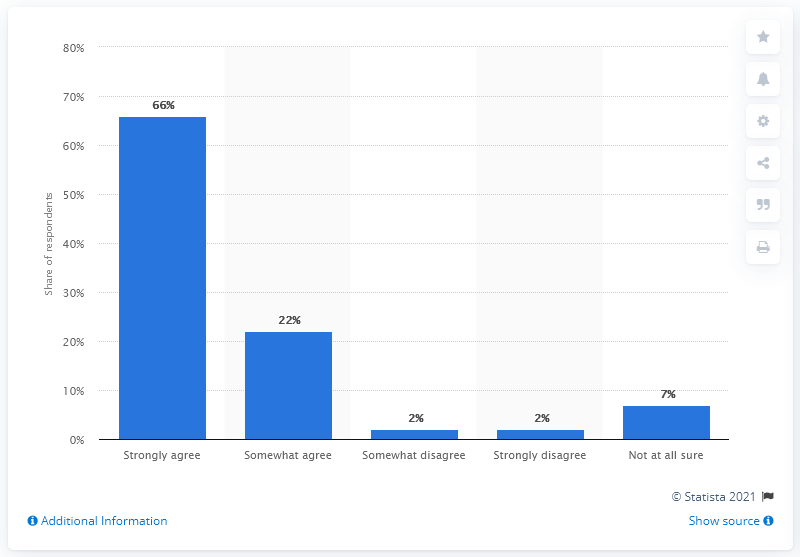 80%
70%
66%
60%
50%
40%
30%
22%
20%
10%
7%
2%
2%
0%
Share of respondents
Strongly agree
Somewhat agree
Somewhat disagree
Strongly disagree
Not at all sure
© Statista 2021
Additional Information
Show source